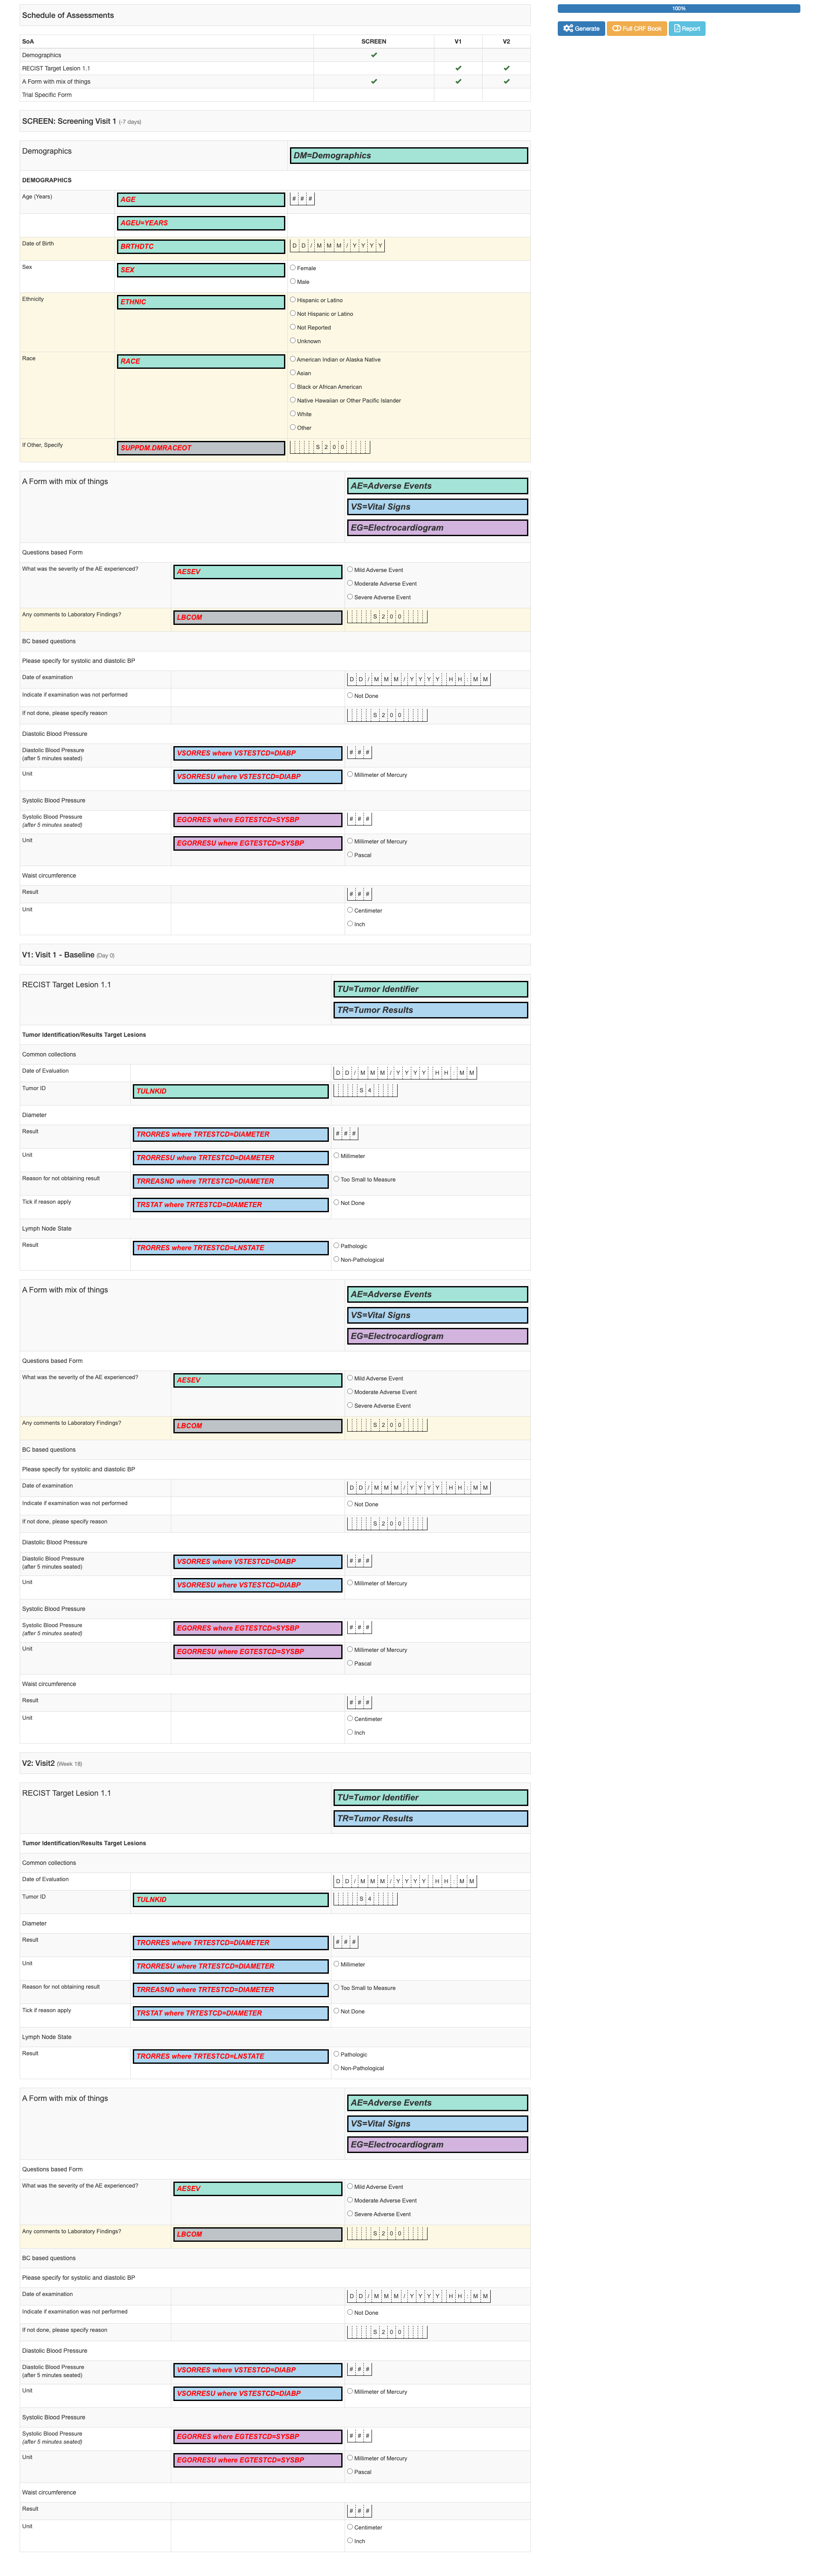 Schedule of Assessments
100%
Generate Full CRF Book Report
SoA SCREEN V1 V2
Demographics
RECIST Target Lesion 1.1
A Form with mix of things
Trial Specific Form
SCREEN: Screening Visit 1 (-7 days)
Demographics DM=Demographics
DEMOGRAPHICS
Age (Years) AGE # # #
AGEU=YEARS
Date of Birth BRTHDTC D D / M M M / Y Y Y Y
Sex SEX Female
Male
Ethnicity ETHNIC Hispanic or Latino
Not Hispanic or Latino
Not Reported
Unknown
Race RACE American Indian or Alaska Native
Asian
Black or African American
Native Hawaiian or Other Pacific Islander
White
Other
If Other, Specify SUPPDM.DMRACEOT S 2 0 0
A Form with mix of things AE=Adverse Events
VS=Vital Signs
EG=Electrocardiogram
Questions based Form
What was the severity of the AE experienced? AESEV Mild Adverse Event
Moderate Adverse Event
Severe Adverse Event
Any comments to Laboratory Findings? LBCOM S 2 0 0
BC based questions
Please specify for systolic and diastolic BP
Date of examination D D / M M M / Y Y Y Y H H : M M
Indicate if examination was not performed Not Done
If not done, please specify reason S 2 0 0
Diastolic Blood Pressure
Diastolic Blood Pressure VSORRES where VSTESTCD=DIABP # # #
(after 5 minutes seated)
Unit VSORRESU where VSTESTCD=DIABP Millimeter of Mercury
Systolic Blood Pressure
Systolic Blood Pressure EGORRES where EGTESTCD=SYSBP # # #
(after 5 minutes seated)
Unit EGORRESU where EGTESTCD=SYSBP Millimeter of Mercury
Pascal
Waist circumference
Result # # #
Unit Centimeter
Inch
V1: Visit 1 - Baseline (Day 0)
RECIST Target Lesion 1.1 TU=Tumor Identifier
TR=Tumor Results
Tumor Identification/Results Target Lesions
Common collections
Date of Evaluation D D / M M M / Y Y Y Y H H : M M
Tumor ID TULNKID S 4
Diameter
Result TRORRES where TRTESTCD=DIAMETER # # #
Unit TRORRESU where TRTESTCD=DIAMETER Millimeter
Reason for not obtaining result TRREASND where TRTESTCD=DIAMETER Too Small to Measure
Tick if reason apply TRSTAT where TRTESTCD=DIAMETER Not Done
Lymph Node State
Result TRORRES where TRTESTCD=LNSTATE Pathologic
Non-Pathological
A Form with mix of things AE=Adverse Events
VS=Vital Signs
EG=Electrocardiogram
Questions based Form
What was the severity of the AE experienced? AESEV Mild Adverse Event
Moderate Adverse Event
Severe Adverse Event
Any comments to Laboratory Findings? LBCOM S 2 0 0
BC based questions
Please specify for systolic and diastolic BP
Date of examination D D / M M M / Y Y Y Y H H : M M
Indicate if examination was not performed Not Done
If not done, please specify reason S 2 0 0
Diastolic Blood Pressure
Diastolic Blood Pressure VSORRES where VSTESTCD=DIABP # # #
(after 5 minutes seated)
Unit VSORRESU where VSTESTCD=DIABP Millimeter of Mercury
Systolic Blood Pressure
Systolic Blood Pressure EGORRES where EGTESTCD=SYSBP # # #
(after 5 minutes seated)
Unit EGORRESU where EGTESTCD=SYSBP Millimeter of Mercury
Pascal
Waist circumference
Result # # #
Unit Centimeter
Inch
V2: Visit2 (Week 18)
RECIST Target Lesion 1.1 TU=Tumor Identifier
TR=Tumor Results
Tumor Identification/Results Target Lesions
Common collections
Date of Evaluation D D / M M M / Y Y Y Y H H : M M
Tumor ID TULNKID S 4
Diameter
Result TRORRES where TRTESTCD=DIAMETER # # #
Unit TRORRESU where TRTESTCD=DIAMETER Millimeter
Reason for not obtaining result TRREASND where TRTESTCD=DIAMETER Too Small to Measure
Tick if reason apply TRSTAT where TRTESTCD=DIAMETER Not Done
Lymph Node State
Result TRORRES where TRTESTCD=LNSTATE Pathologic
Non-Pathological
A Form with mix of things AE=Adverse Events
VS=Vital Signs
EG=Electrocardiogram
Questions based Form
What was the severity of the AE experienced? AESEV Mild Adverse Event
Moderate Adverse Event
Severe Adverse Event
Any comments to Laboratory Findings? LBCOM S 2 0 0
BC based questions
Please specify for systolic and diastolic BP
Date of examination D D / M M M / Y Y Y Y H H : M M
Indicate if examination was not performed Not Done
If not done, please specify reason S 2 0 0
Diastolic Blood Pressure
Diastolic Blood Pressure VSORRES where VSTESTCD=DIABP # # #
(after 5 minutes seated)
Unit VSORRESU where VSTESTCD=DIABP Millimeter of Mercury
Systolic Blood Pressure
Systolic Blood Pressure EGORRES where EGTESTCD=SYSBP # # #
(after 5 minutes seated)
Unit EGORRESU where EGTESTCD=SYSBP Millimeter of Mercury
Pascal
Waist circumference
Result # # #
Unit Centimeter
Inch